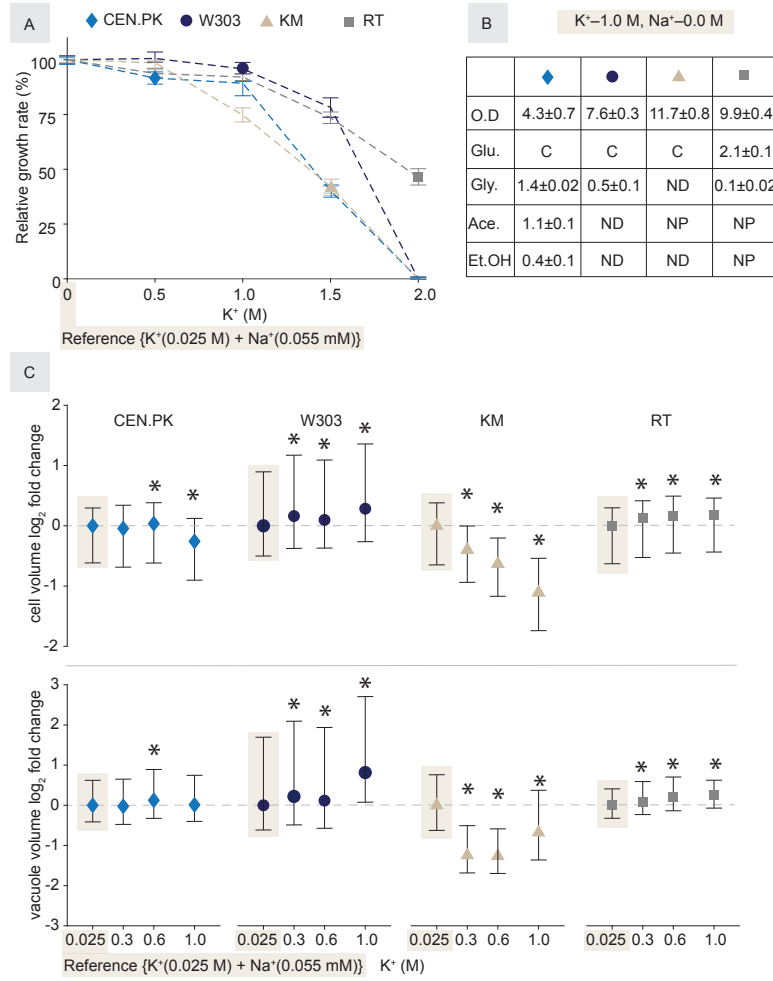 A
CEN.PK W303 KM RT
Relative growth rate (%)
100
75
50
25
0
0 0.5 1.0 1.5 2.0
K⁺ (M)
Reference {K⁺(0.025 M) + Na⁺(0.055 mM)}
B
K⁺–1.0 M, Na⁺–0.0 M
O.D 4.3±0.7 7.6±0.3 11.7±0.8 9.9±0.4
Glu. C C C 2.1±0.1
Gly. 1.4±0.02 0.5±0.1 ND 0.1±0.02
Ace. 1.1±0.1 ND NP NP
Et.OH 0.4±0.1 ND ND NP
C
CEN.PK W303 KM RT
cell volume log₂ fold change
2
1
0
-1
-2
* * * * * * * * * * *
vacuole volume log₂ fold change
3
2
1
0
-1
-2
-3
* * * * * * * * * *
0.025 0.3 0.6 1.0 0.025 0.3 0.6 1.0 0.025 0.3 0.6 1.0 0.025 0.3 0.6 1.0
Reference {K⁺(0.025 M) + Na⁺(0.055 mM)} K⁺ (M)